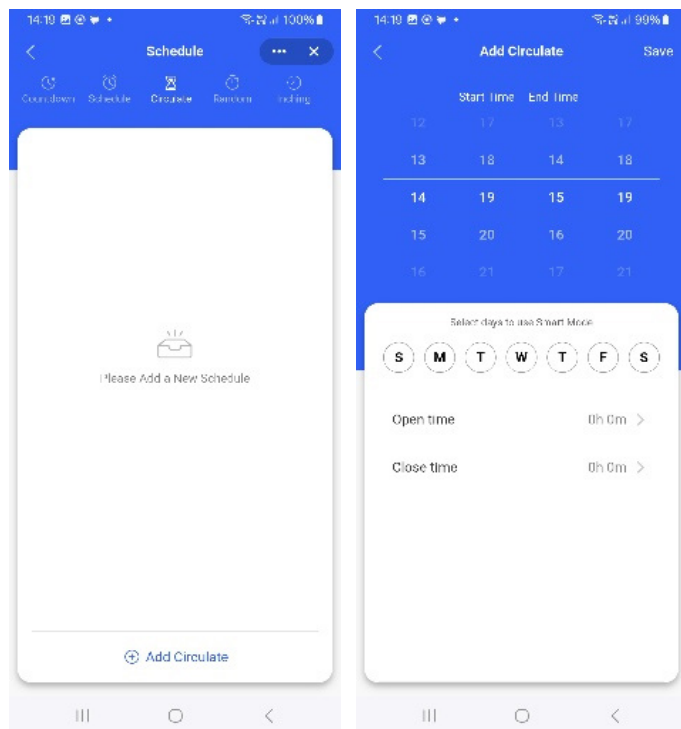 14:19 100%
Schedule
Countdown Schedule Circulate Random Inching
Please Add a New Schedule
Add Circulate
14:19 99%
Add Circulate Save
Start Time End Time
12 17 13 17
13 18 14 18
14 19 15 19
15 20 16 20
16 21 17 21
Select days to use Smart Mode
S M T W T F S
Open time 0h 0m
Close time 0h 0m